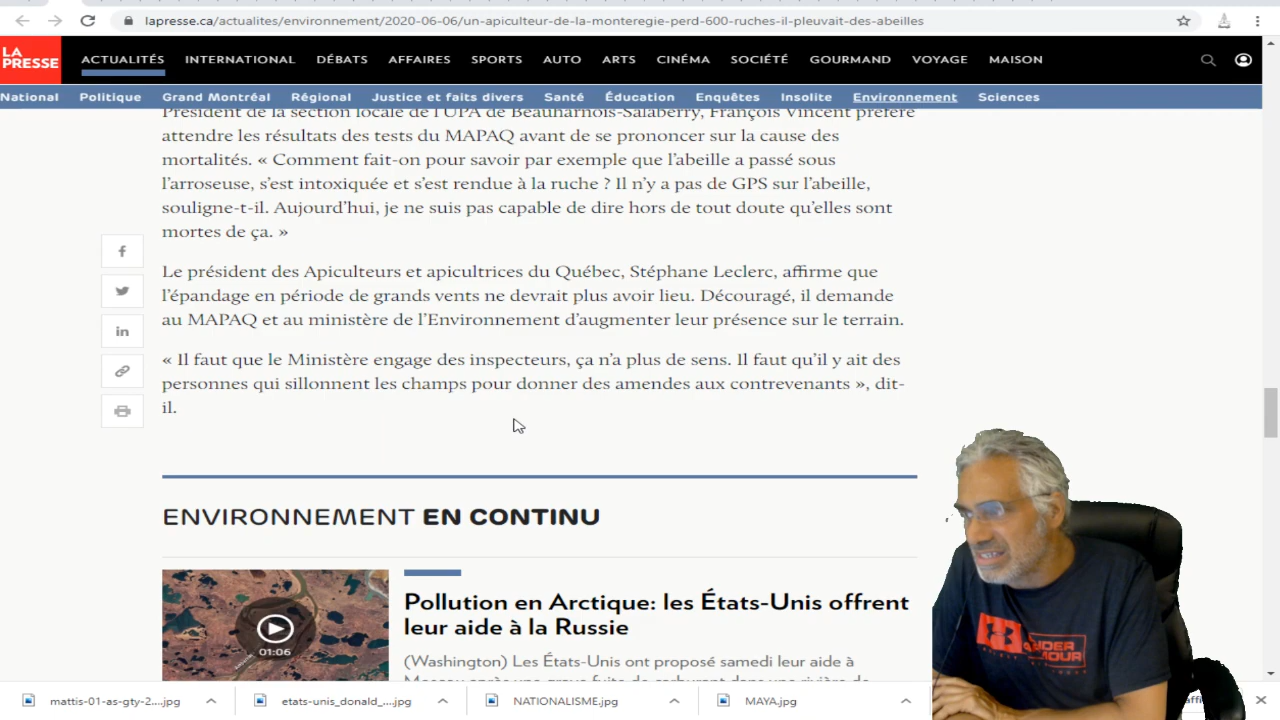 lapresse.ca/actualites/environnement/2020-06-06/un-apiculteur-de-la-monteregie-perd-600-ruches-il-pleuvait-des-abeilles
LA PRESSE
ACTUALITÉS INTERNATIONAL DÉBATS AFFAIRES SPORTS AUTO ARTS CINÉMA SOCIÉTÉ GOURMAND VOYAGE MAISON
National Politique Grand Montréal Régional Justice et faits divers Santé Éducation Enquêtes Insolite Environnement Sciences
Président de la section locale de l'UPA de Beauharnois-Salaberry, François Vincent préfère
attendre les résultats des tests du MAPAQ avant de se prononcer sur la cause des
mortalités. « Comment fait-on pour savoir par exemple que l'abeille a passé sous
l'arroseuse, s'est intoxiquée et s'est rendue à la ruche ? Il n'y a pas de GPS sur l'abeille,
souligne-t-il. Aujourd'hui, je ne suis pas capable de dire hors de tout doute qu'elles sont
mortes de ça. »
Le président des Apiculteurs et apicultrices du Québec, Stéphane Leclerc, affirme que
l'épandage en période de grands vents ne devrait plus avoir lieu. Découragé, il demande
au MAPAQ et au ministère de l'Environnement d'augmenter leur présence sur le terrain.
« Il faut que le Ministère engage des inspecteurs, ça n'a plus de sens. Il faut qu'il y ait des
personnes qui sillonnent les champs pour donner des amendes aux contrevenants », dit-
il.
ENVIRONNEMENT EN CONTINU
01:06
Pollution en Arctique: les États-Unis offrent
leur aide à la Russie
(Washington) Les États-Unis ont proposé samedi leur aide à
UNDER
ARMOUR
mattis-01-as-gty-2....jpg
etats-unis_donald_....jpg
NATIONALISME.jpg
MAYA.jpg